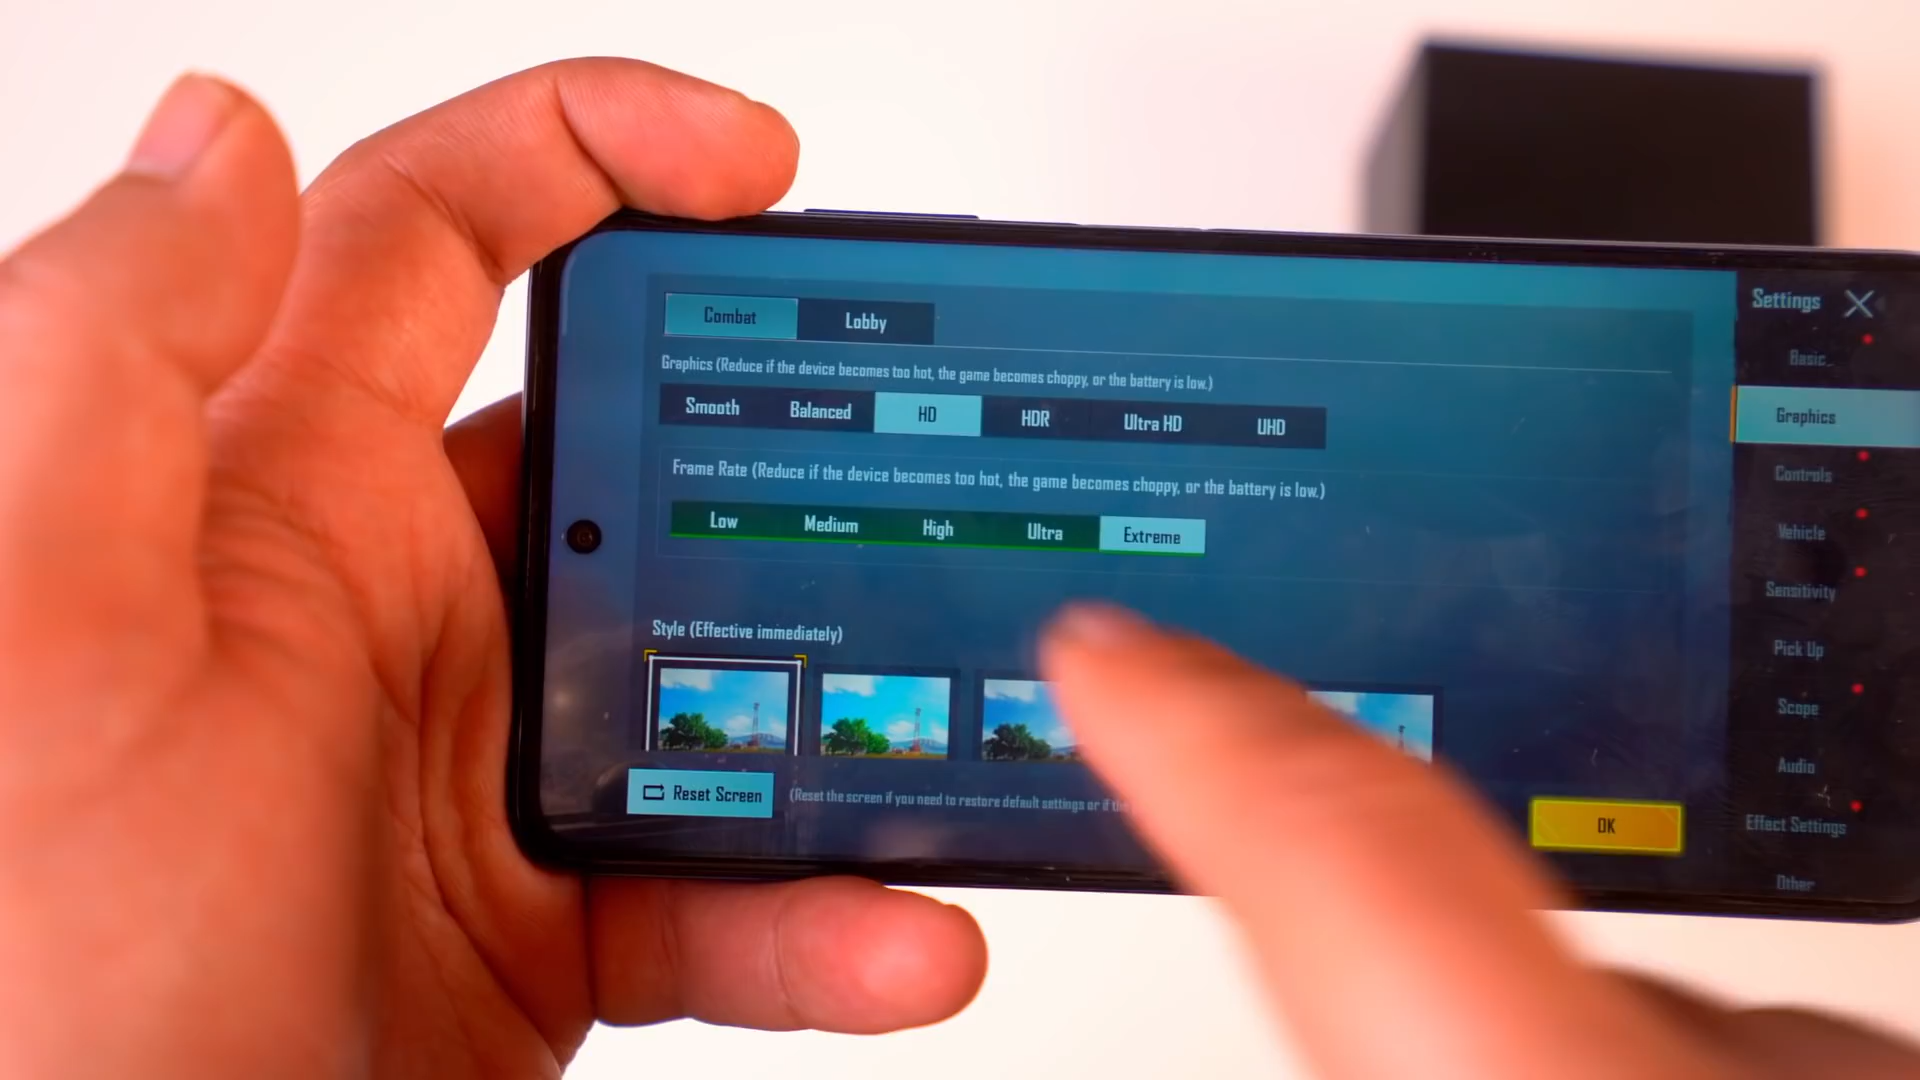 Combat
Lobby
Graphics (Reduce if the device becomes too hot, the game becomes choppy, or the battery is low.)
Smooth
Balanced
HD
HDR
Ultra HD
UHD
Frame Rate (Reduce if the device becomes too hot, the game becomes choppy, or the battery is low.)
Low
Medium
High
Ultra
Extreme
Style (Effective immediately)
Reset Screen
(Reset the screen if you need to restore default settings or if
OK
Settings
Basic
Graphics
Controls
Vehicle
Sensitivity
Pick Up
Scope
Audio
Effect Settings
Other